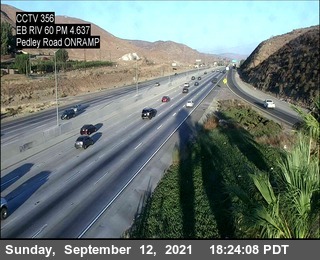 CCTV 356
EB RIV 60 PM 4.637
Pedley Road ONRAMP
Sunday, September 12, 2021 18:24:08 PDT